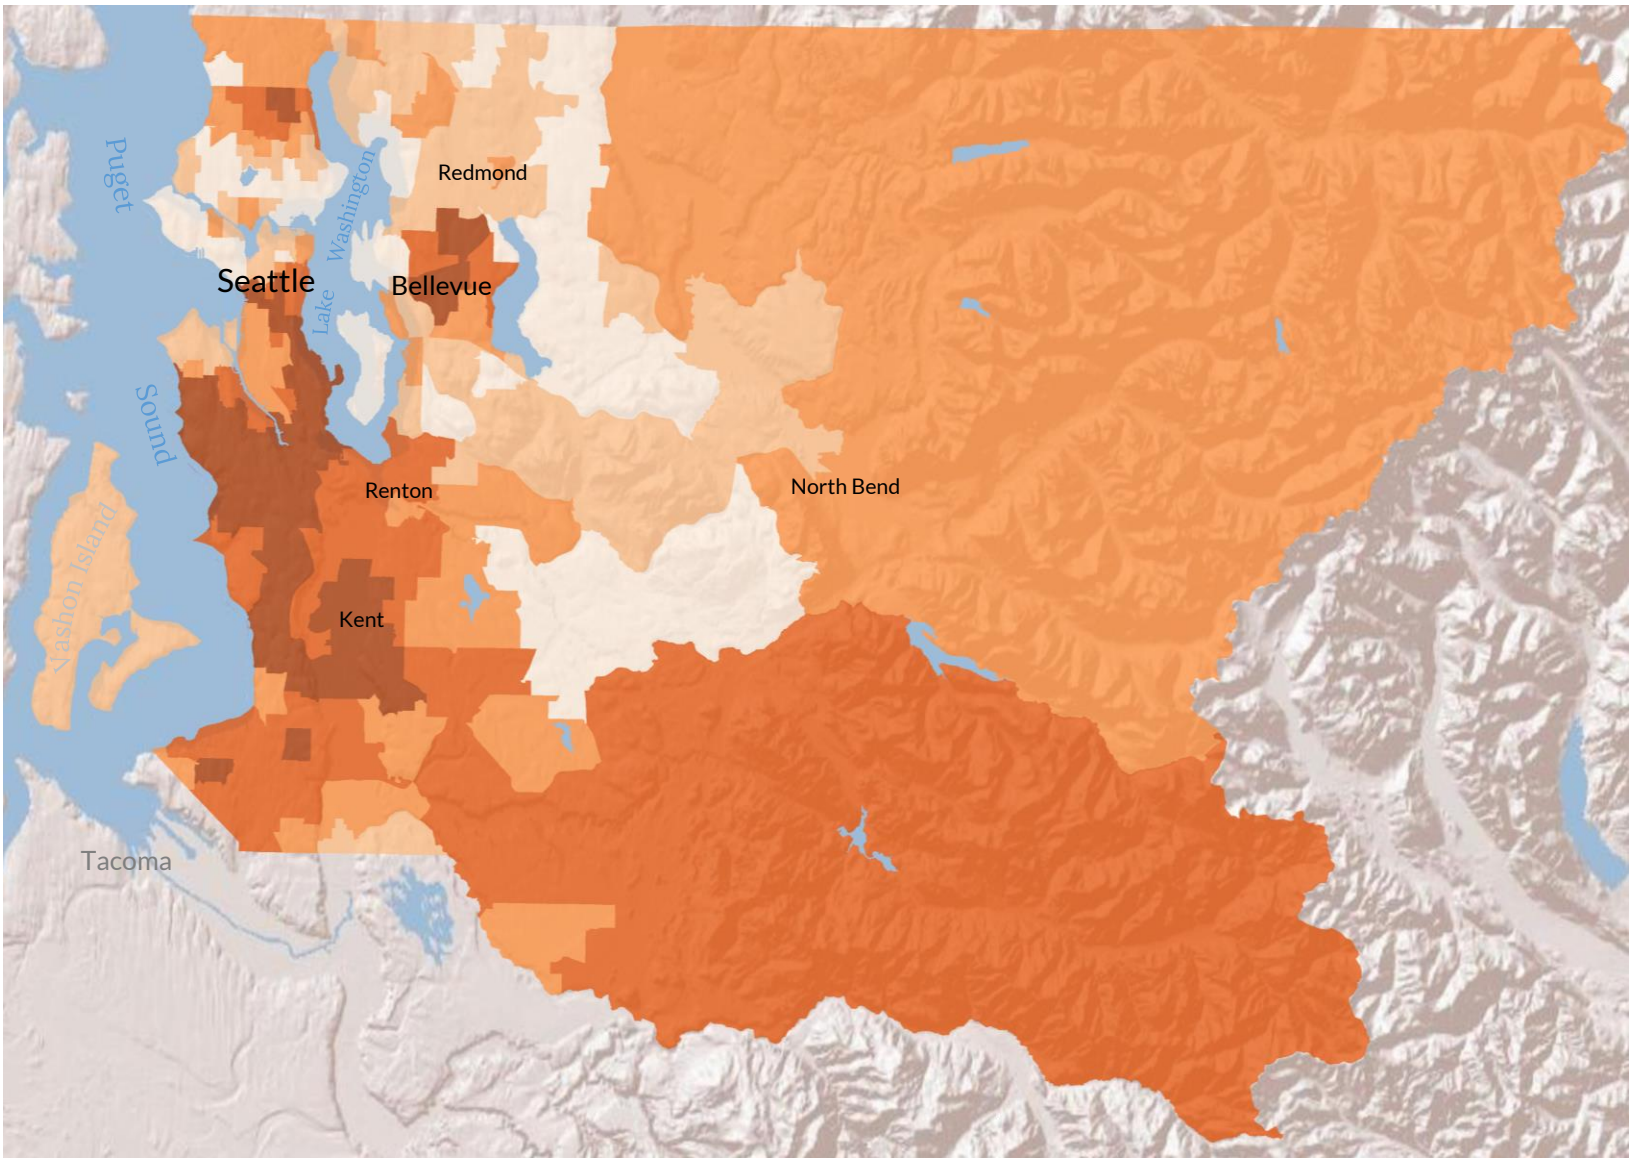 Puget
Sound
Lake
Washington
Redmond
Seattle
Bellevue
Renton
North Bend
Vashon Island
Kent
Tacoma